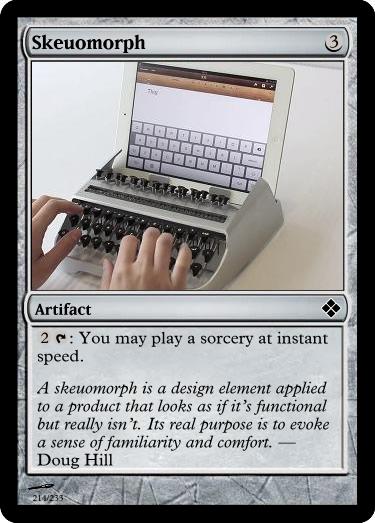 Skeuomorph 3
This
Artifact
2 : You may play a sorcery at instant
speed.
A skeuomorph is a design element applied
to a product that looks as if it's functional
but really isn't. Its real purpose is to evoke
a sense of familiarity and comfort. —
Doug Hill
214/233